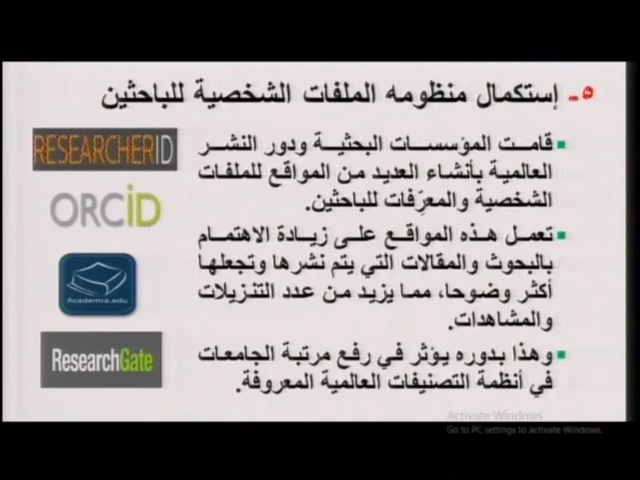 ٥- إستكمال منظومه الملفات الشخصية للباحثين
قامت المؤسسات البحثية ودور النشر
العالمية بأنشاء العديد من المواقع للملفات
الشخصية والمعرِّفات للباحثين.
تعمل هذه المواقع على زيادة الاهتمام
بالبحوث والمقالات التي يتم نشرها وتجعلها
أكثر وضوحا، مما يزيد من عدد التنزيلات
والمشاهدات.
وهذا بدوره يؤثر في رفع مرتبة الجامعات
في أنظمة التصنيفات العالمية المعروفة.
RESEARCHERID
ORCiD
Academia.edu
ResearchGate
Activate Windows
Go to PC settings to activate Windows.